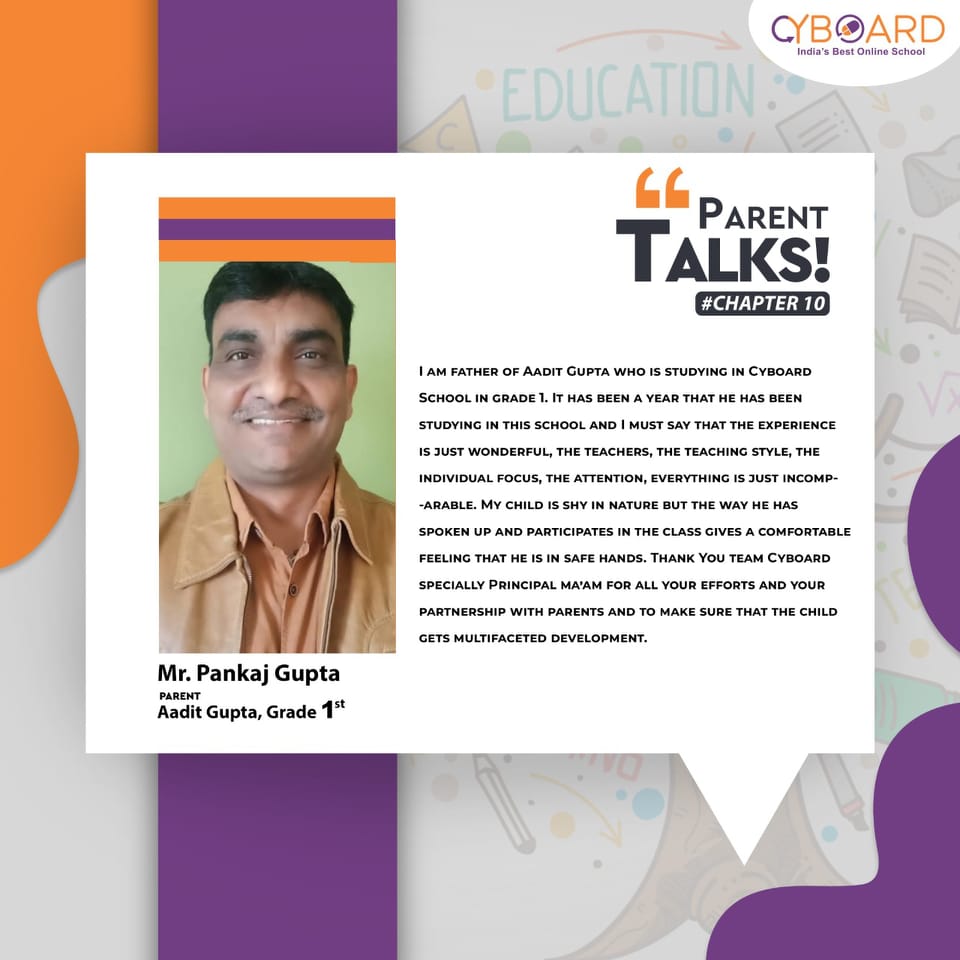 CYBOARD
India's Best Online School
EDUCATION
C
“ PARENT
TALKS!
#CHAPTER 10
I AM FATHER OF AADIT GUPTA WHO IS STUDYING IN CYBOARD
SCHOOL IN GRADE 1. IT HAS BEEN A YEAR THAT HE HAS BEEN
STUDYING IN THIS SCHOOL AND I MUST SAY THAT THE EXPERIENCE
IS JUST WONDERFUL, THE TEACHERS, THE TEACHING STYLE, THE
INDIVIDUAL FOCUS, THE ATTENTION, EVERYTHING IS JUST INCOMP-
-ARABLE. MY CHILD IS SHY IN NATURE BUT THE WAY HE HAS
SPOKEN UP AND PARTICIPATES IN THE CLASS GIVES A COMFORTABLE
FEELING THAT HE IS IN SAFE HANDS. THANK YOU TEAM CYBOARD
SPECIALLY PRINCIPAL MA'AM FOR ALL YOUR EFFORTS AND YOUR
PARTNERSHIP WITH PARENTS AND TO MAKE SURE THAT THE CHILD
GETS MULTIFACETED DEVELOPMENT.
Mr. Pankaj Gupta
PARENT
Aadit Gupta, Grade 1st